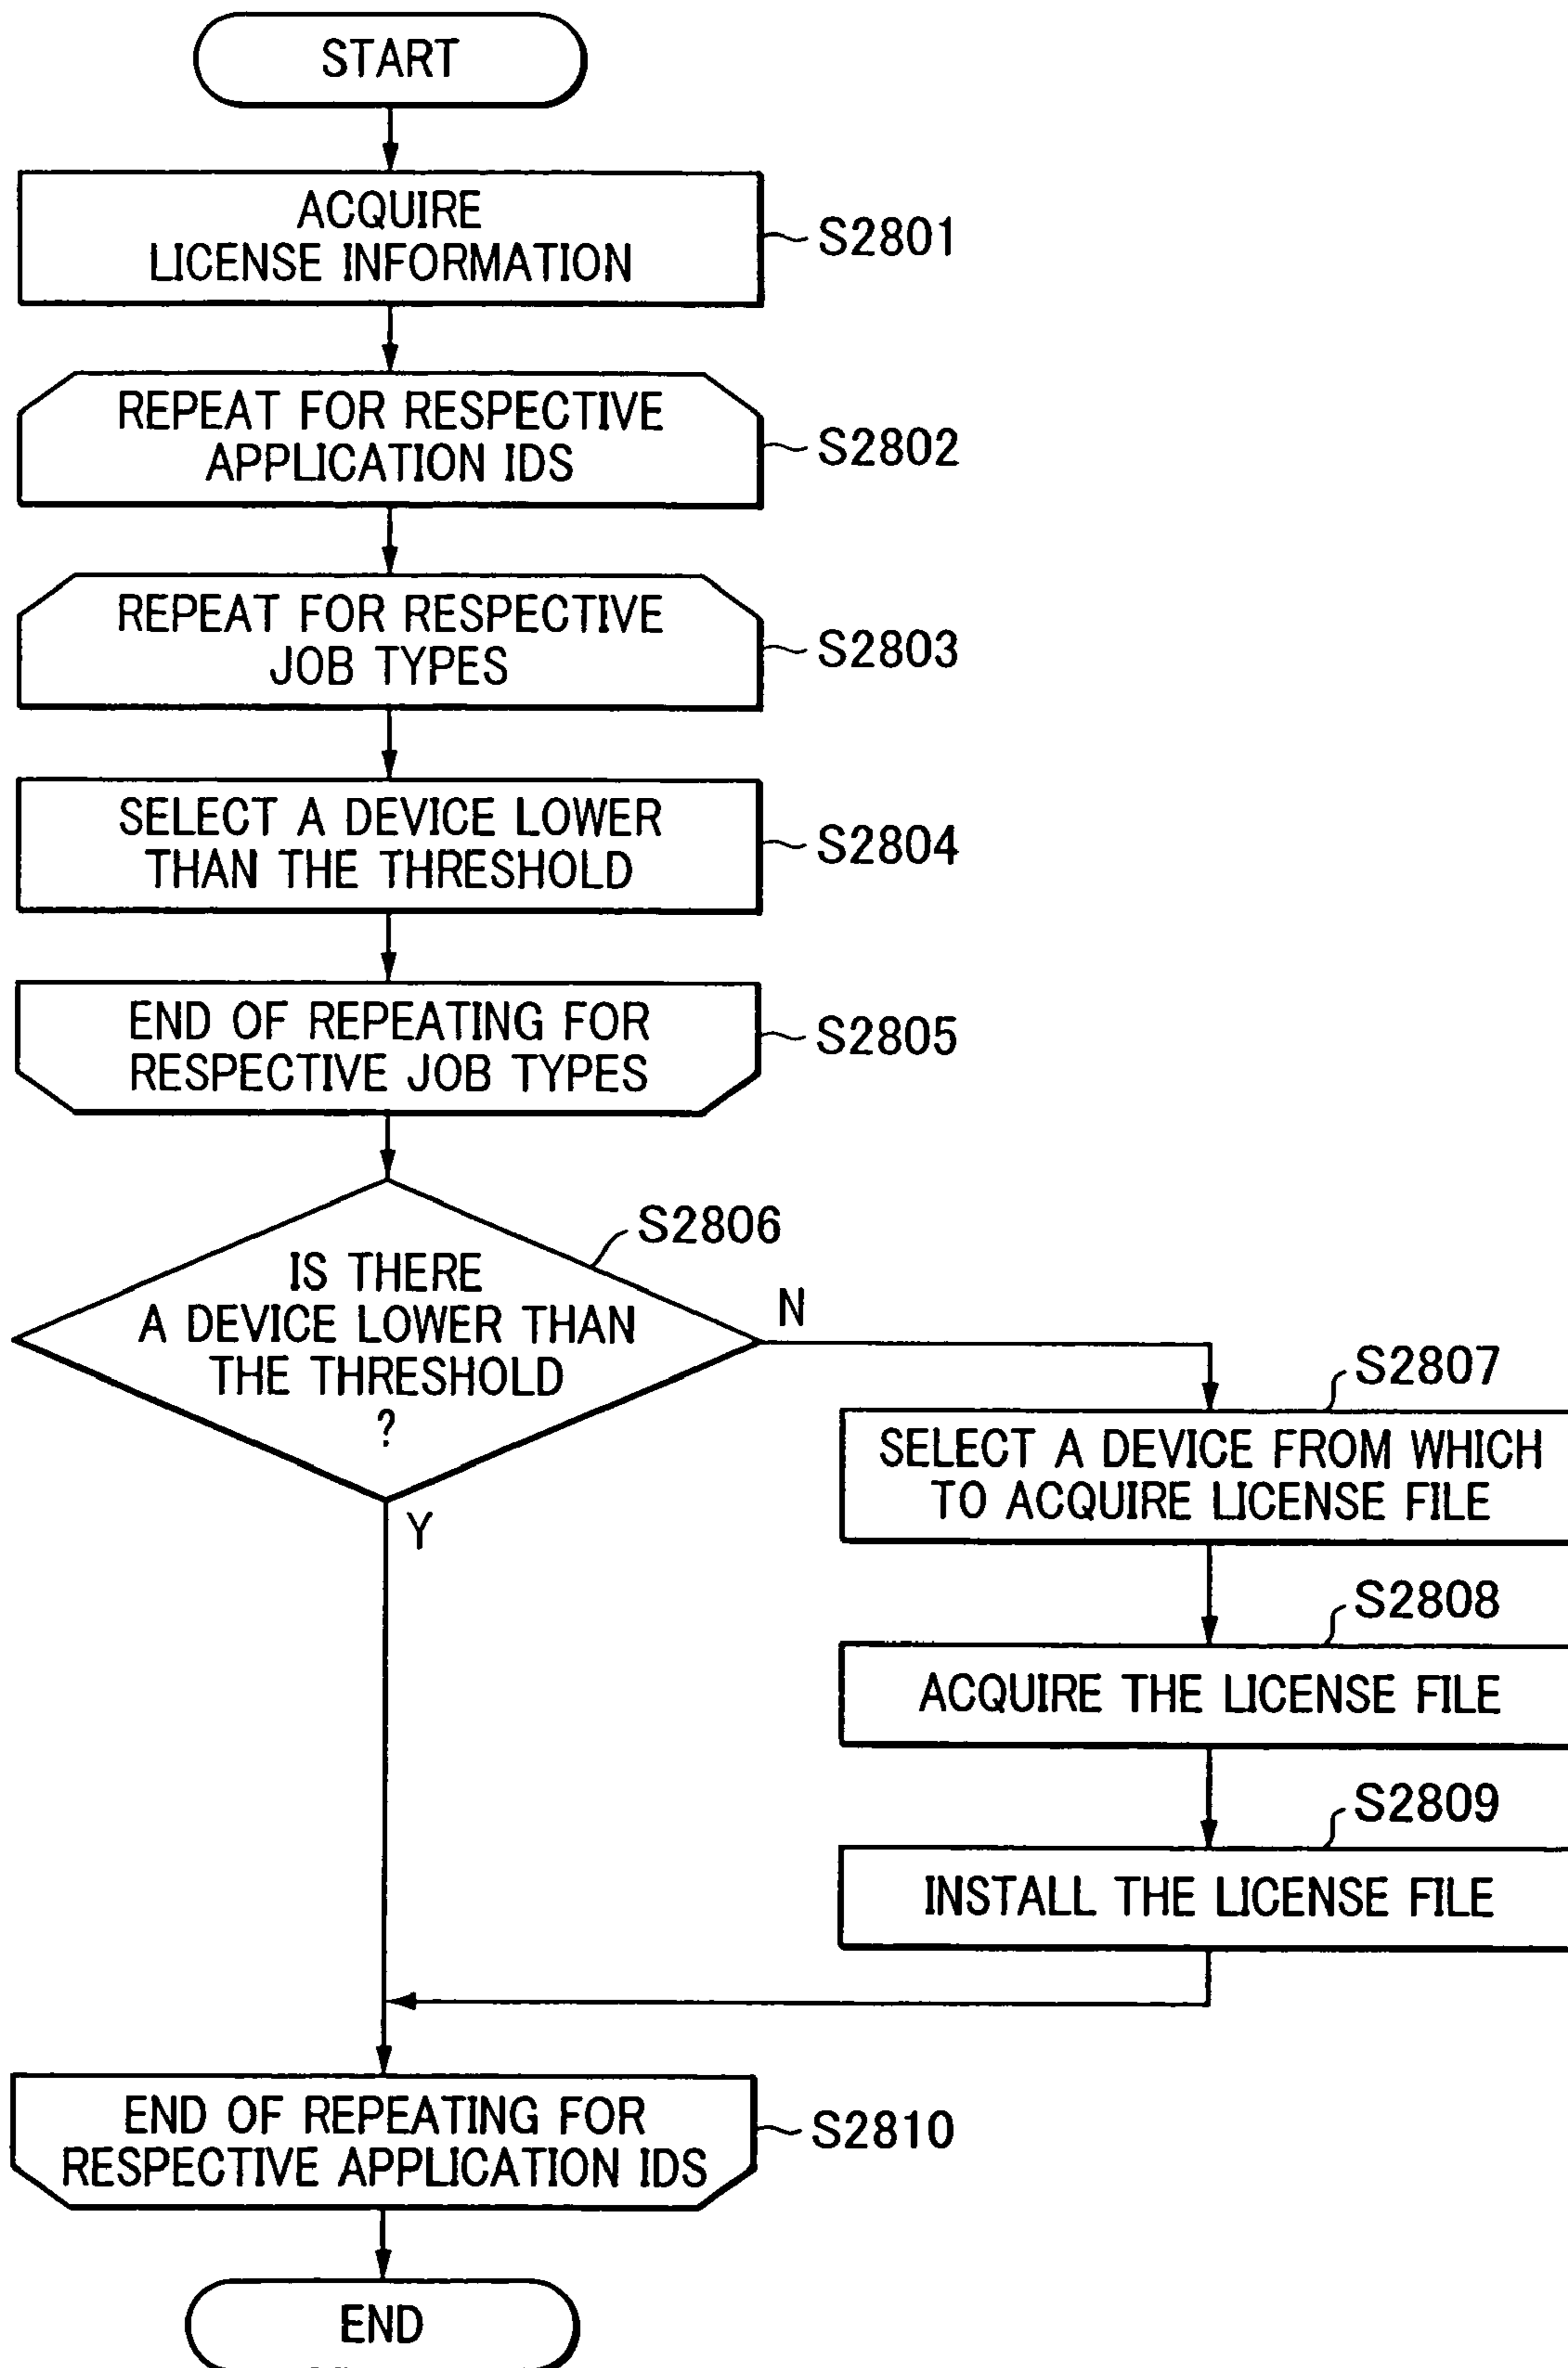 START
ACQUIRE
LICENSE INFORMATION
S2801
REPEAT FOR RESPECTIVE
APPLICATION IDS
S2802
REPEAT FOR RESPECTIVE
JOB TYPES
S2803
SELECT A DEVICE LOWER
THAN THE THRESHOLD
S2804
END OF REPEATING FOR
RESPECTIVE JOB TYPES
S2805
S2806
IS THERE
A DEVICE LOWER THAN
THE THRESHOLD
?
N
Y
S2807
SELECT A DEVICE FROM WHICH
TO ACQUIRE LICENSE FILE
S2808
ACQUIRE THE LICENSE FILE
S2809
INSTALL THE LICENSE FILE
END OF REPEATING FOR
RESPECTIVE APPLICATION IDS
S2810
END